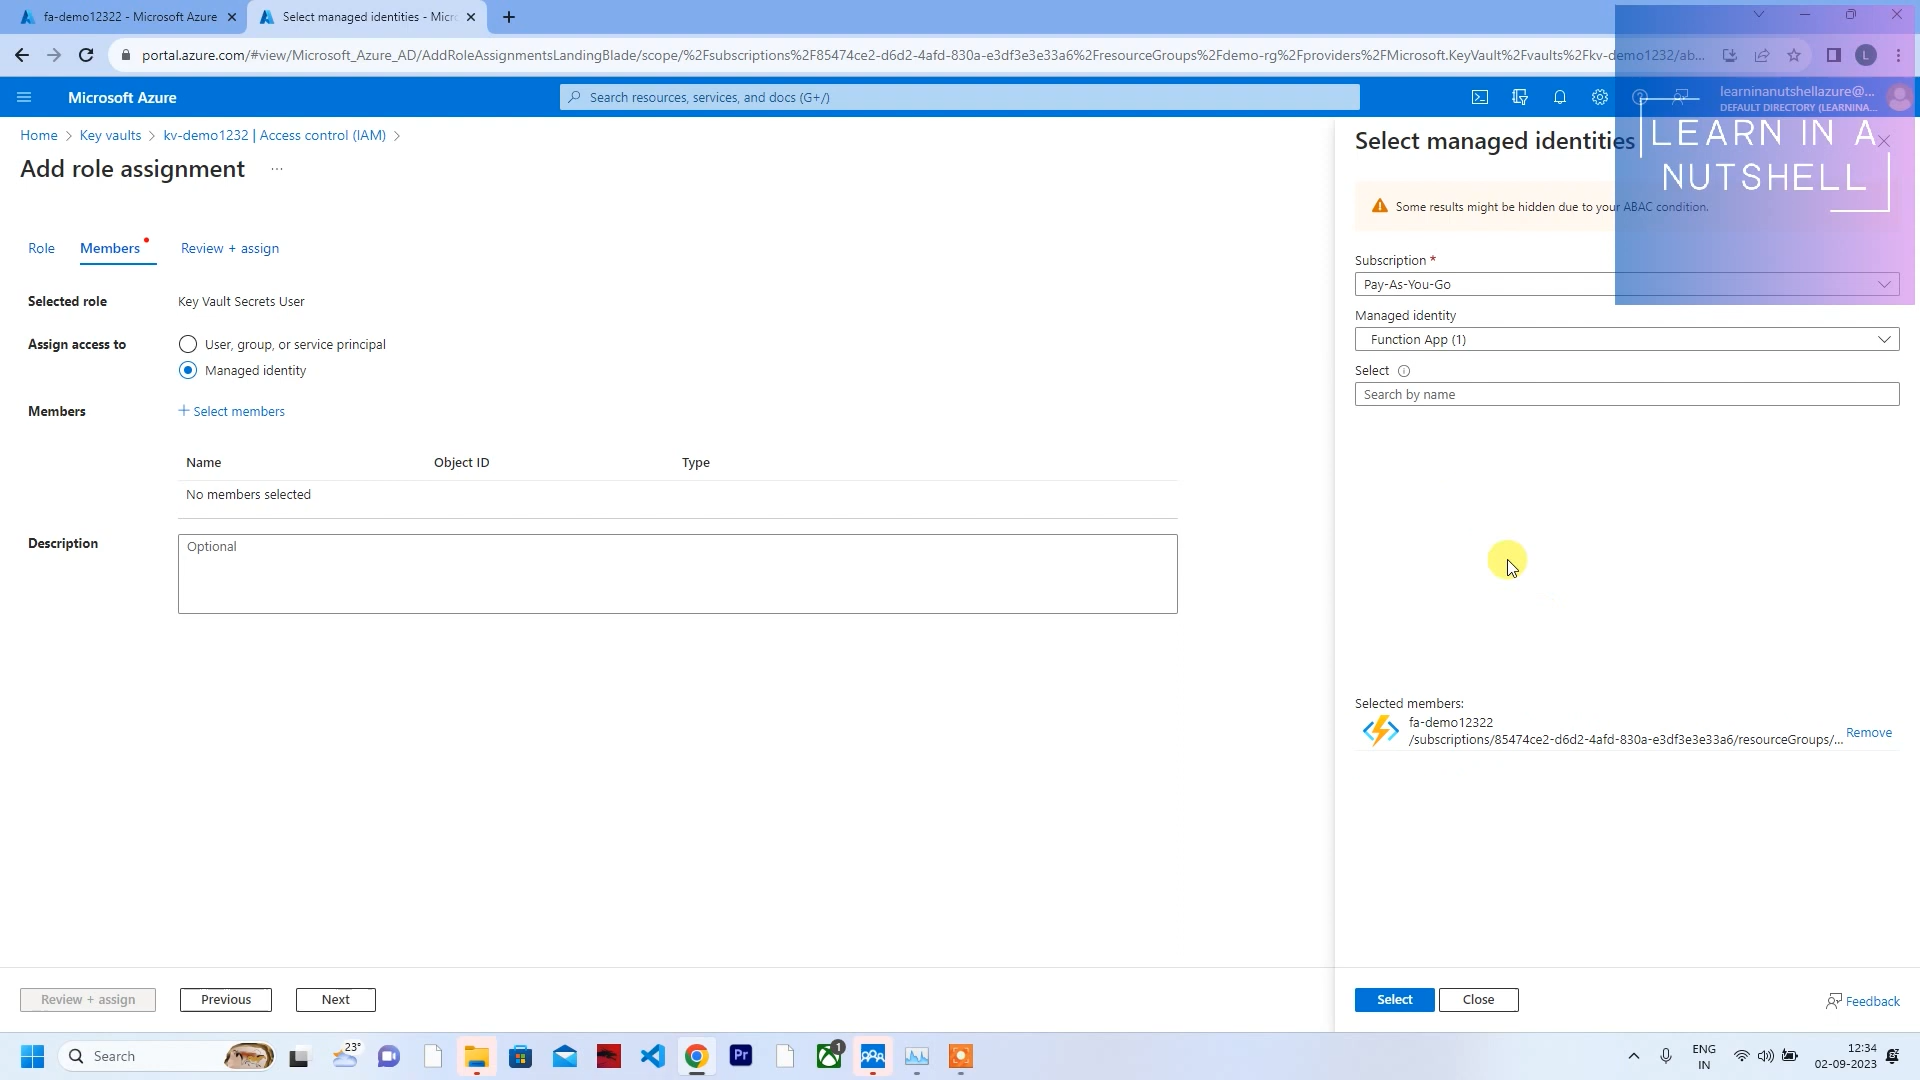 fa-demo12322 - Microsoft Azure
Select managed identities - Micr
portal.azure.com/#view/Microsoft_Azure_AD/AddRoleAssignmentsLandingBlade/scope/%2Fsubscriptions%2F85474ce2-d6d2-4afd-830a-e3df3e3e33a6%2FresourceGroups%2Fdemo-rg%2Fproviders%2FMicrosoft.KeyVault%2Fvaults%2Fkv-demo1232/ab...
L
Microsoft Azure
Search resources, services, and docs (G+/)
learninanutshellazure@...
DEFAULT DIRECTORY (LEARNINA...
LEARN IN A
NUTSHELL
Home > Key vaults > kv-demo1232 | Access control (IAM) >
Add role assignment ...
Role
Members
Review + assign
Selected role
Key Vault Secrets User
Assign access to
User, group, or service principal
Managed identity
Members
+ Select members
Name
Object ID
Type
No members selected
Description
Optional
Review + assign
Previous
Next
Select managed identities
Some results might be hidden due to your ABAC condition.
Subscription *
Pay-As-You-Go
Managed identity
Function App (1)
Select
Search by name
Selected members:
fa-demo12322
/subscriptions/85474ce2-d6d2-4afd-830a-e3df3e3e33a6/resourceGroups/...
Remove
Select
Close
Feedback
Search
23°
Pr
1
ENG
IN
12:34
02-09-2023